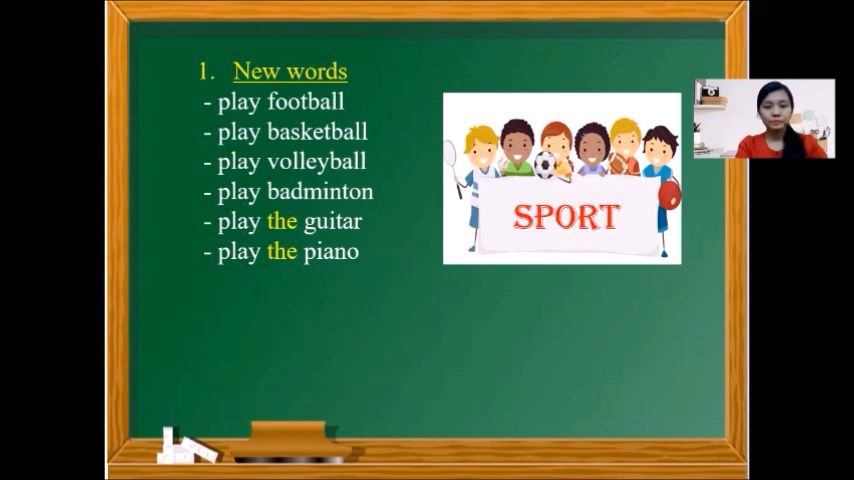 1. New words
- play football
- play basketball
- play volleyball
- play badminton
- play the guitar
- play the piano
SPORT